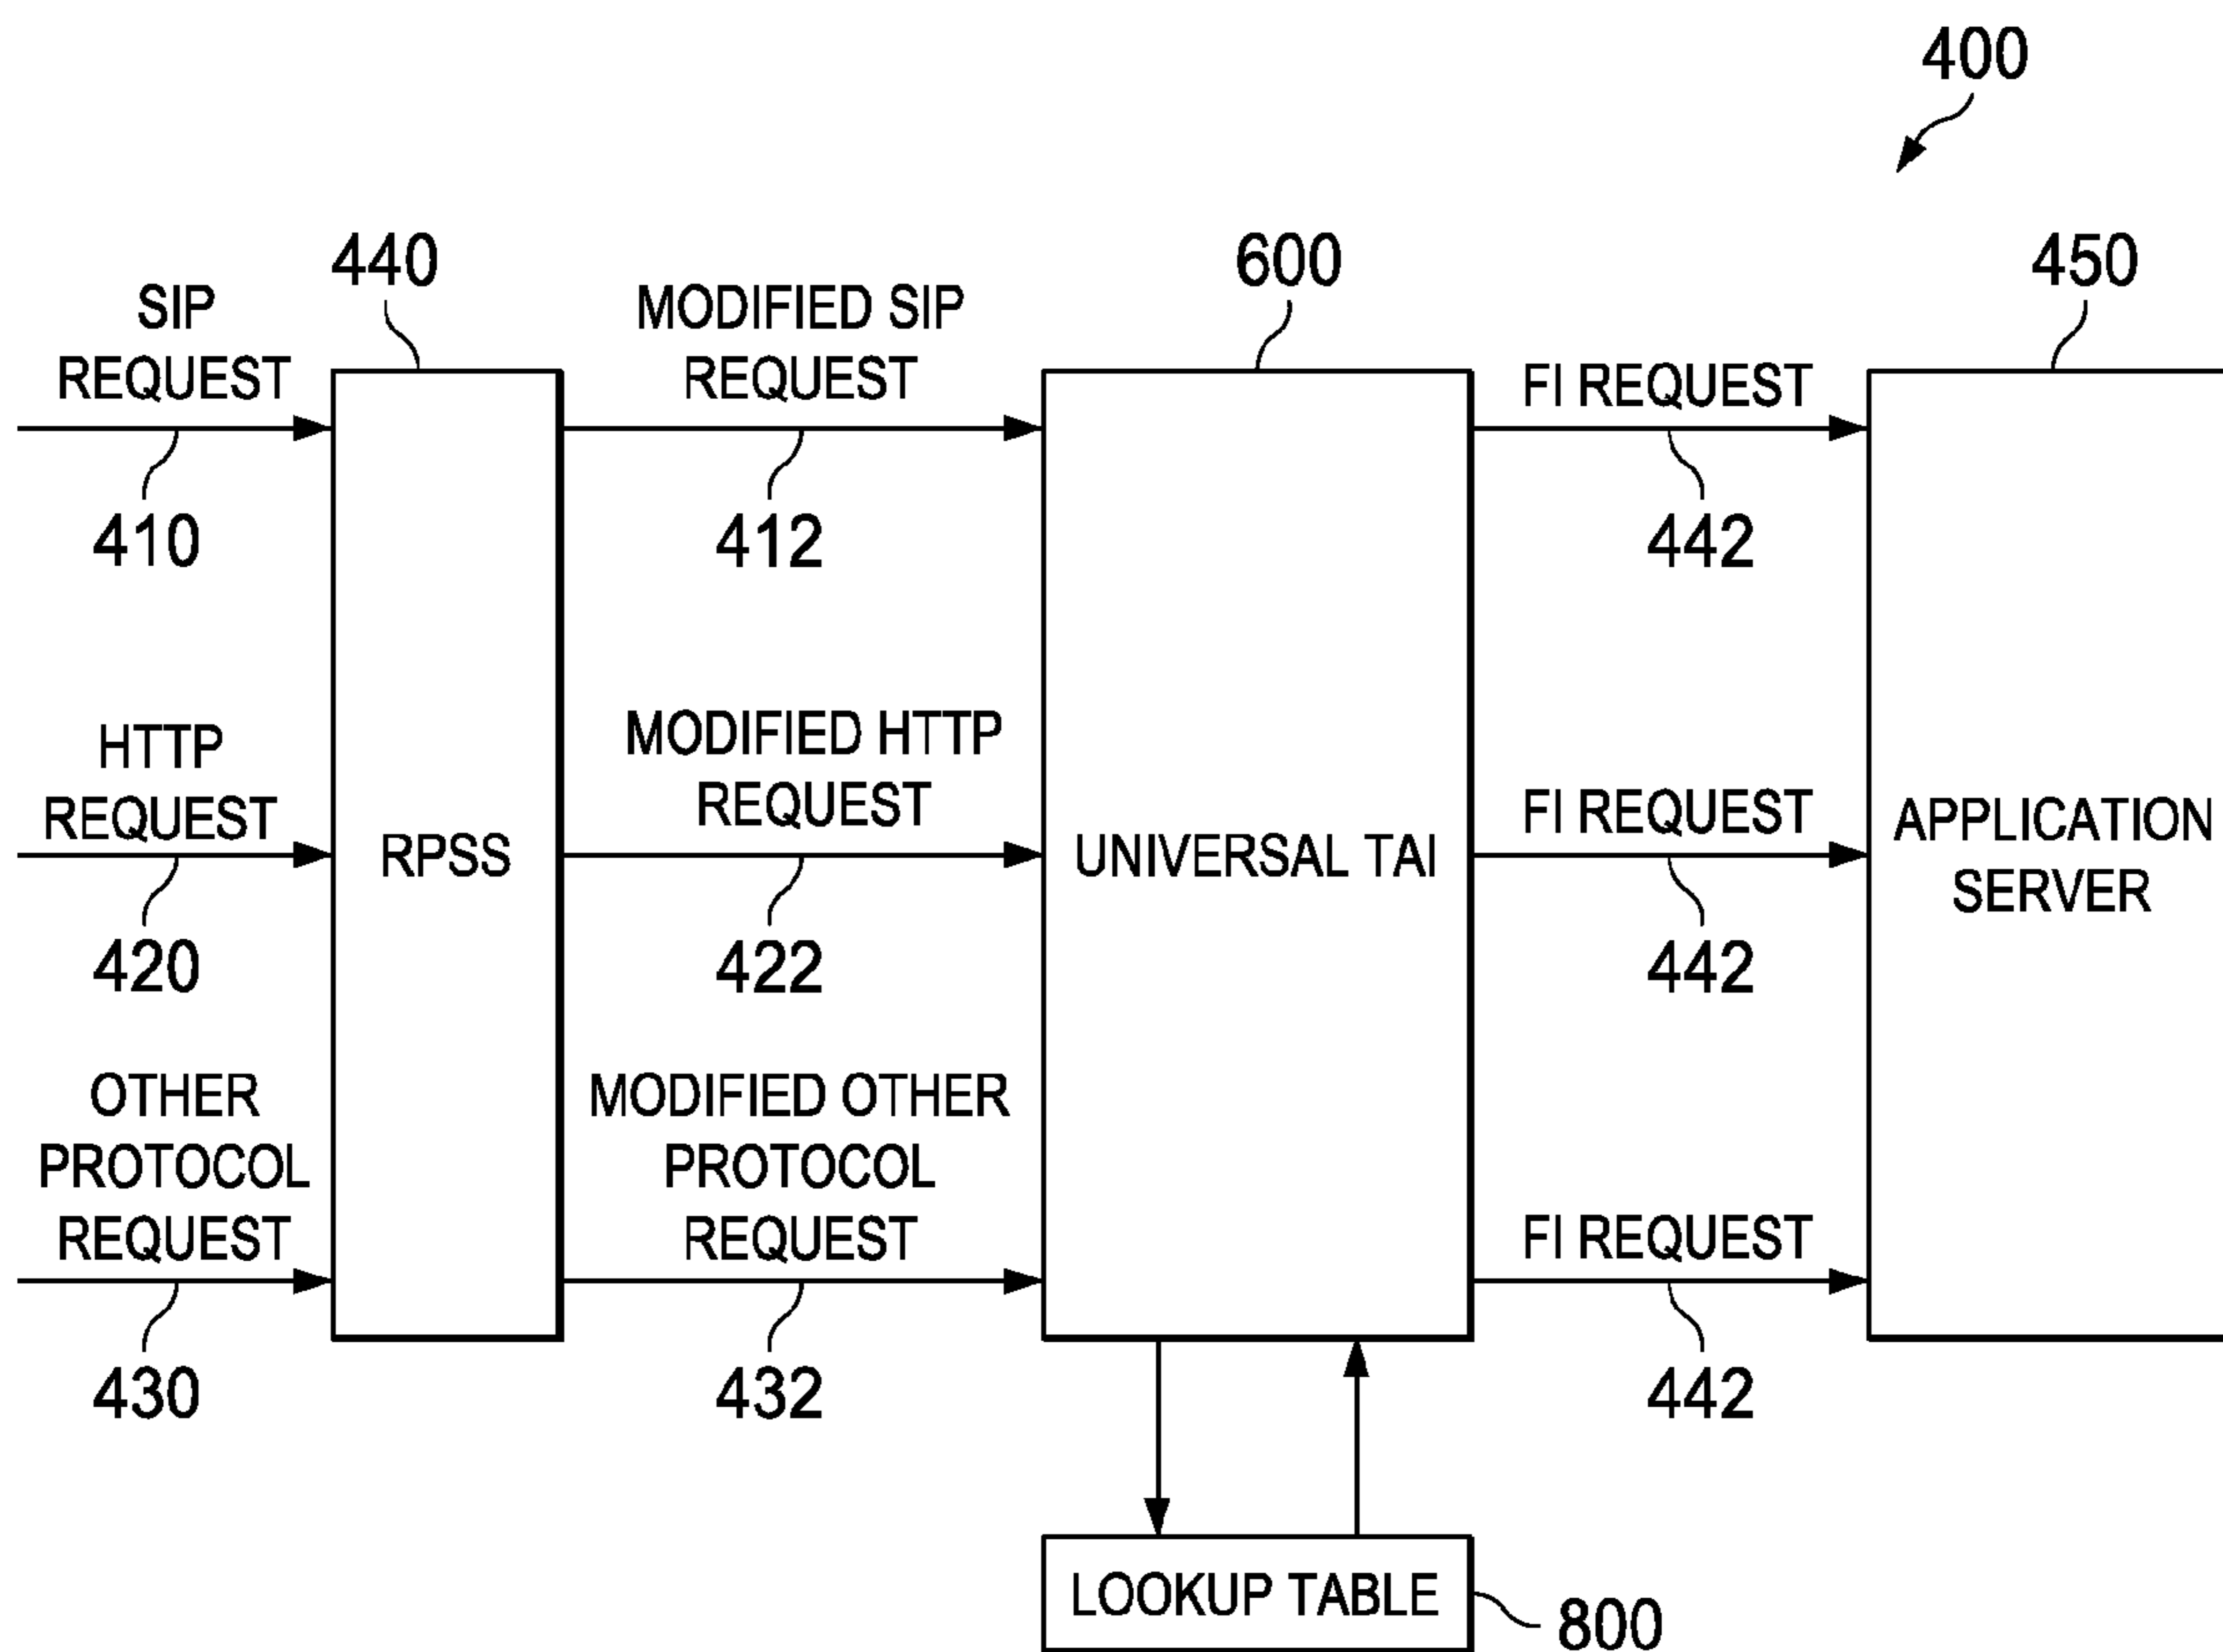 400
440
600
450
SIP
REQUEST
MODIFIED SIP
REQUEST
FI REQUEST
410
412
442
HTTP
REQUEST
MODIFIED HTTP
REQUEST
FI REQUEST
RPSS
UNIVERSAL TAI
APPLICATION
SERVER
420
422
442
OTHER
PROTOCOL
REQUEST
MODIFIED OTHER
PROTOCOL
REQUEST
FI REQUEST
430
432
442
LOOKUP TABLE
800